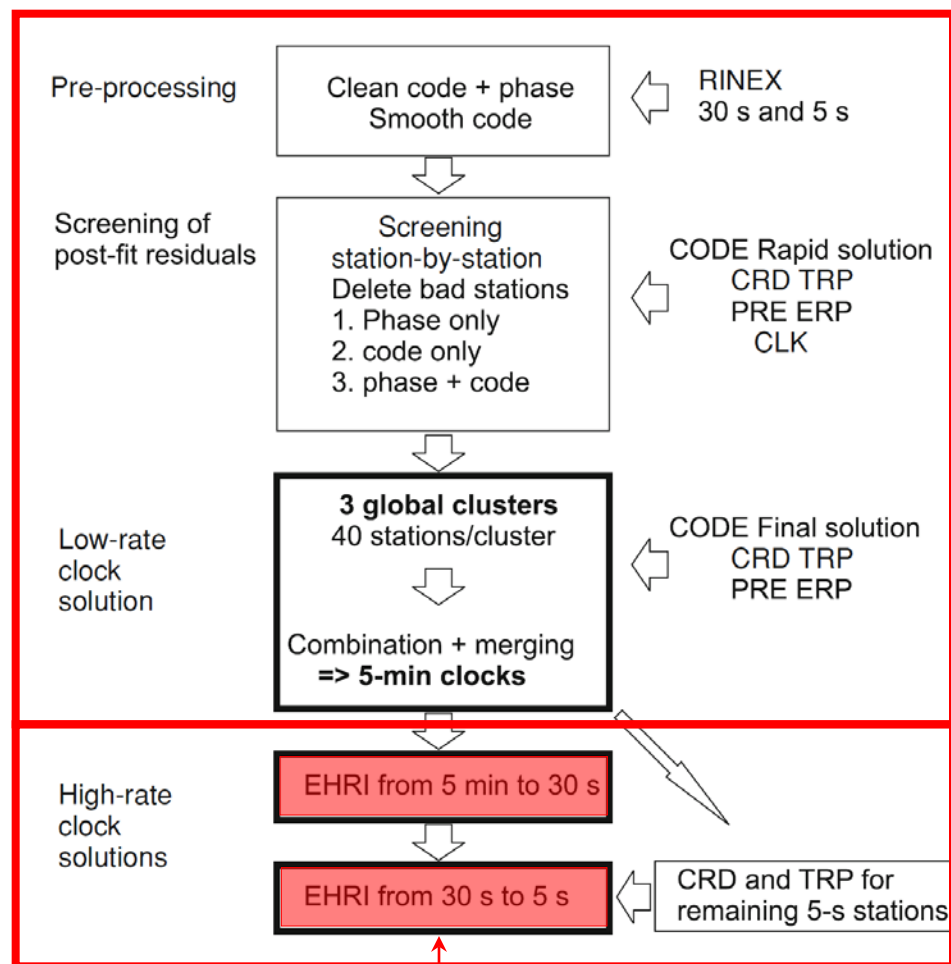 Pre-processing
Clean code + phase
Smooth code
RINEX
30 s and 5 s
Screening of
post-fit residuals
Screening
station-by-station
Delete bad stations
1. Phase only
2. code only
3. phase + code
CODE Rapid solution
CRD TRP
PRE ERP
CLK
Low-rate
clock
solution
3 global clusters
40 stations/cluster
Combination + merging
=> 5-min clocks
CODE Final solution
CRD TRP
PRE ERP
High-rate
clock
solutions
EHRI from 5 min to 30 s
EHRI from 30 s to 5 s
CRD and TRP for
remaining 5-s stations